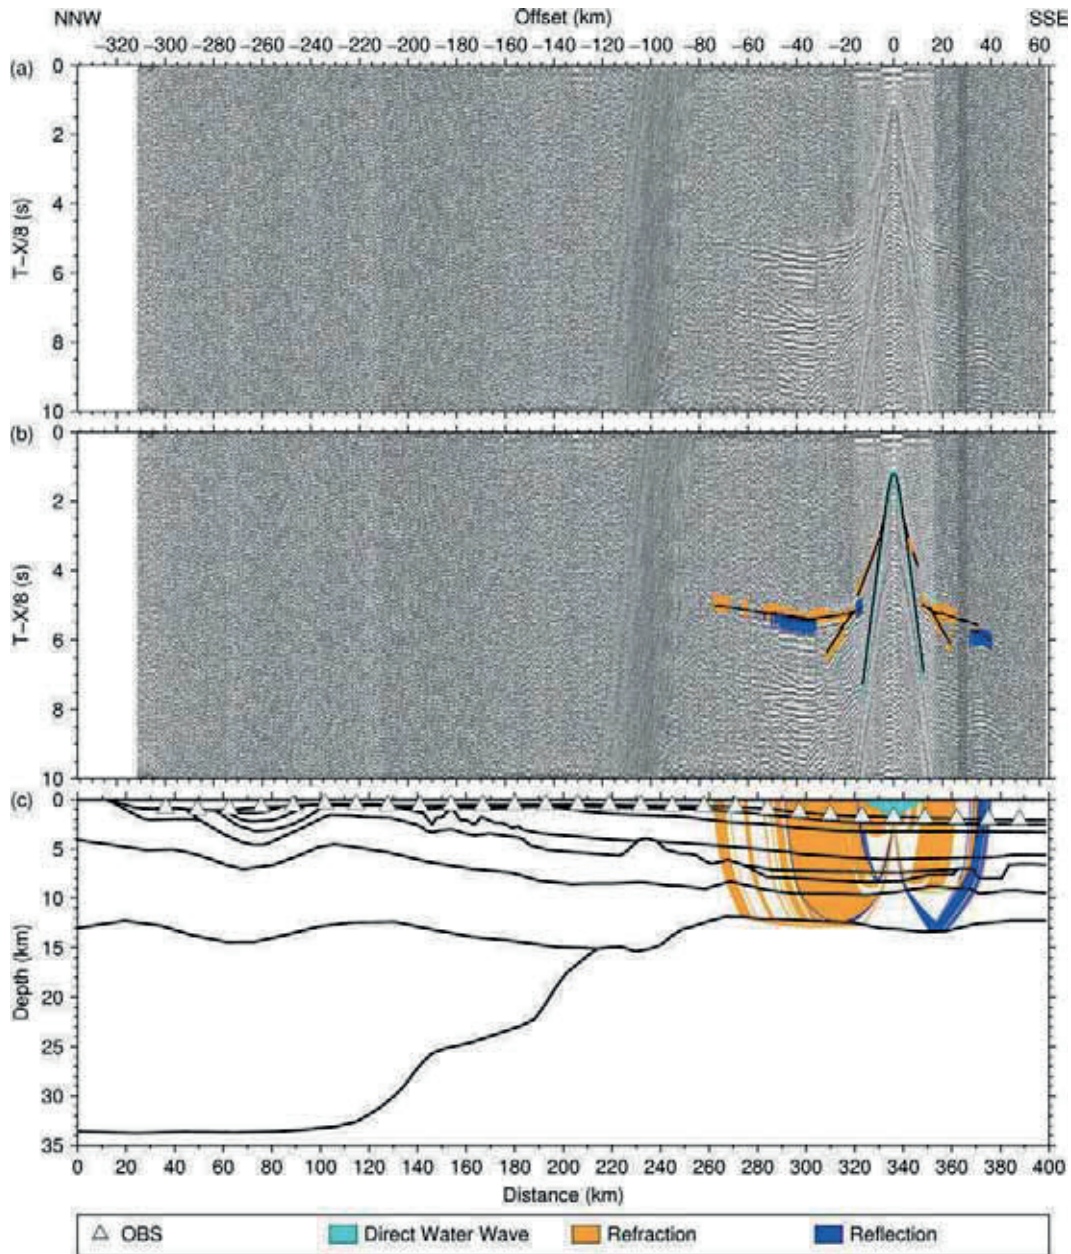 NNW Offset (km) SSE
−320 −300 −280 −260 −240 −220 −200 −180 −160 −140 −120 −100 −80 −60 −40 −20 0 20 40 60
(a)
0
2
4
6
8
10
T−X/8 (s)
(b)
0
2
4
6
8
10
T−X/8 (s)
(c)
0
5
10
15
20
25
30
35
Depth (km)
0 20 40 60 80 100 120 140 160 180 200 220 240 260 280 300 320 340 360 380 400
Distance (km)
OBS Direct Water Wave Refraction Reflection